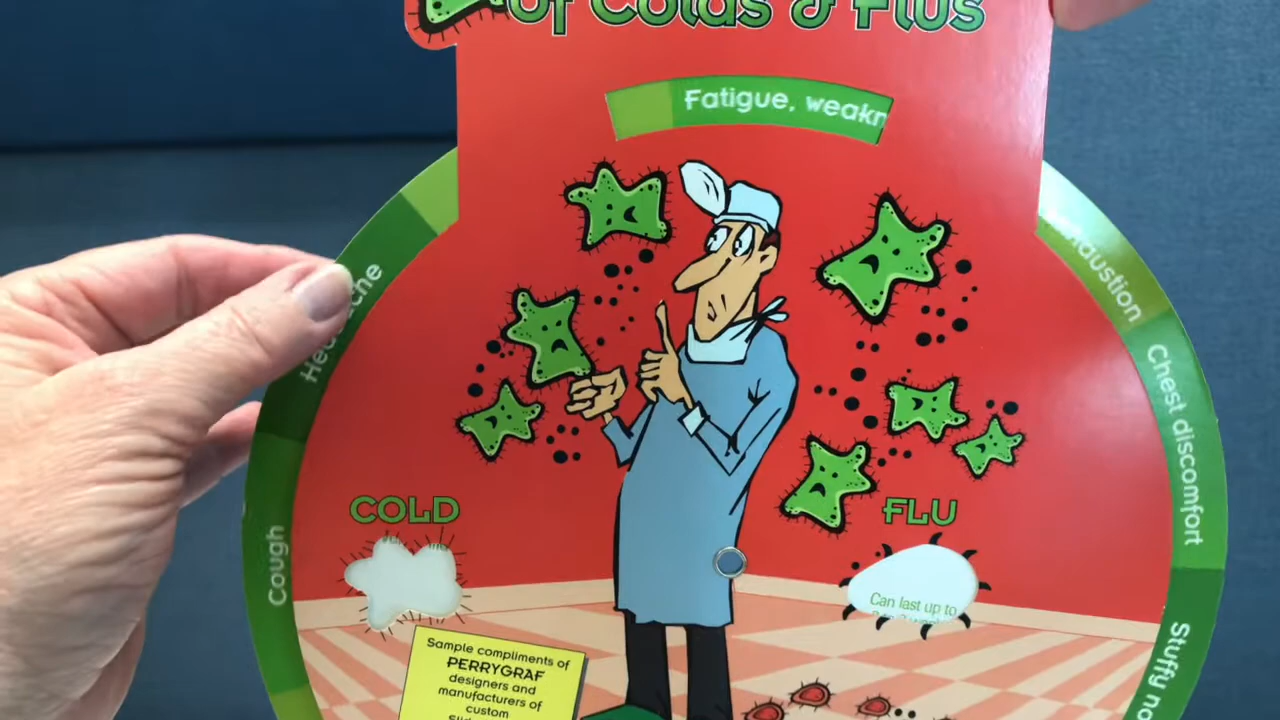 Of Colds & Flus
Fatigue, weakn
Exhaustion
Chest discomfort
Stuffy no
Cough
COLD
FLU
Can last up to
Sample compliments of
PERRYGRAF
designers and
manufacturers of
custom